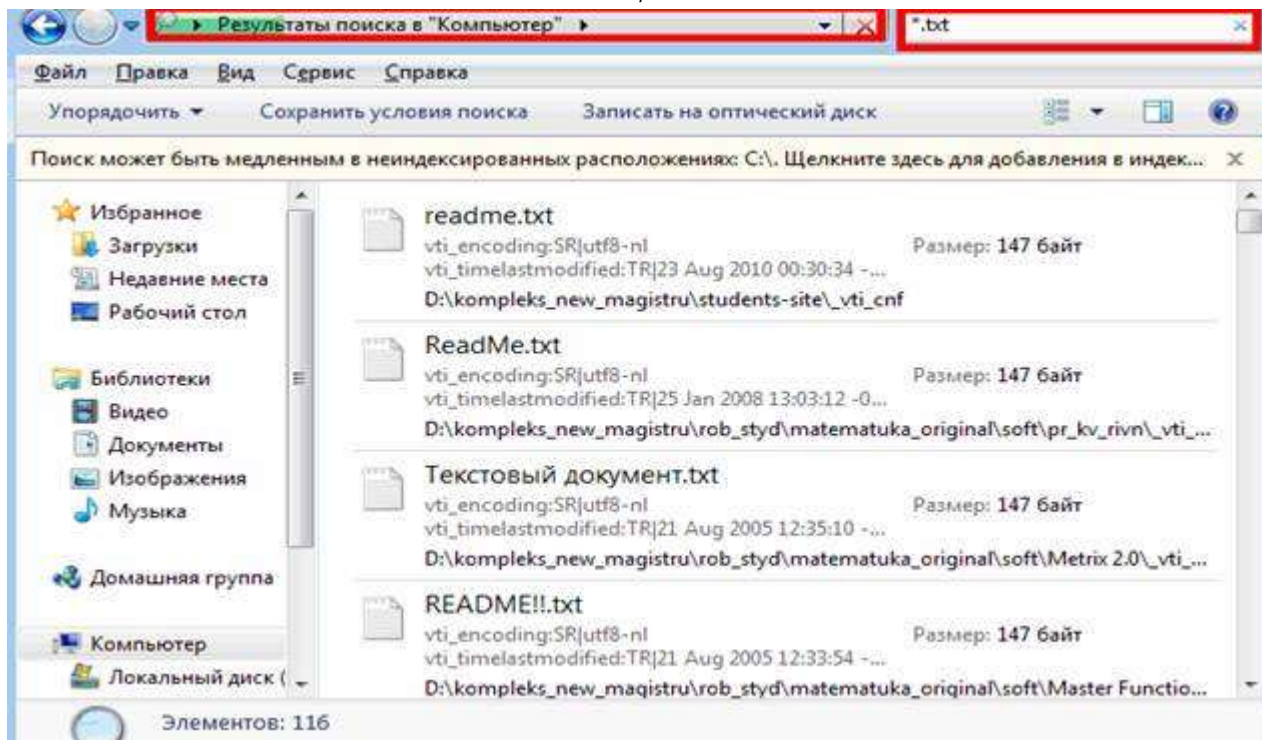 Результаты поиска в "Компьютер"
*.txt
Файл Правка Вид Сервис Справка
Упорядочить Сохранить условия поиска Записать на оптический диск
Поиск может быть медленным в неиндексированных расположениях: C:\. Щелкните здесь для добавления в индек...
Избранное
Загрузки
Недавние места
Рабочий стол
Библиотеки
Видео
Документы
Изображения
Музыка
Домашняя группа
Компьютер
Локальный диск (
readme.txt
vti_encoding:SR|utf8-nl Размер: 147 байт
vti_timelastmodified:TR|23 Aug 2010 00:30:34 -...
D:\kompleks_new_magistru\students-site\_vti_cnf
ReadMe.txt
vti_encoding:SR|utf8-nl Размер: 147 байт
vti_timelastmodified:TR|25 Jan 2008 13:03:12 -0...
D:\kompleks_new_magistru\rob_styd\matematuka_original\soft\pr_kv_rivn\_vti_...
Текстовый документ.txt
vti_encoding:SR|utf8-nl Размер: 147 байт
vti_timelastmodified:TR|21 Aug 2005 12:35:10 -...
D:\kompleks_new_magistru\rob_styd\matematuka_original\soft\Metrix 2.0\_vti_...
README!!.txt
vti_encoding:SR|utf8-nl Размер: 147 байт
vti_timelastmodified:TR|21 Aug 2005 12:33:54 -...
D:\kompleks_new_magistru\rob_styd\matematuka_original\soft\Master Functio...
Элементов: 116